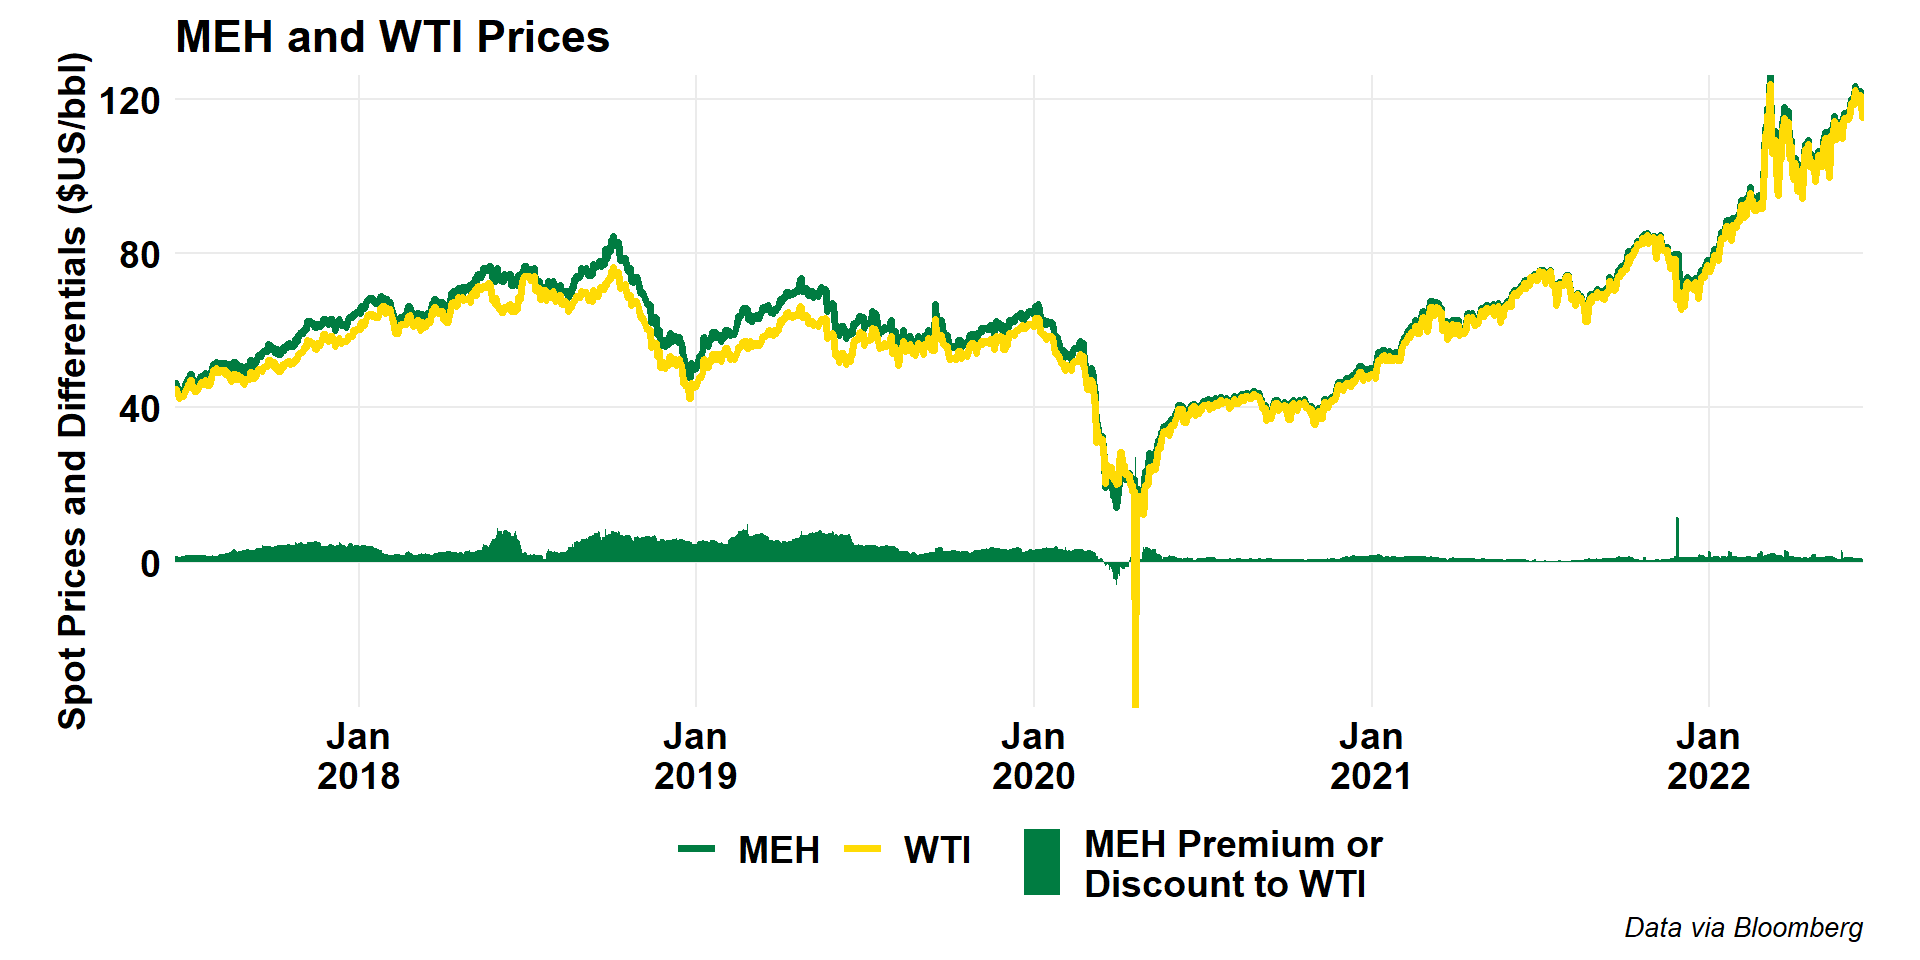 MEH and WTI Prices
Spot Prices and Differentials ($US/bbl)
120
80
40
0
Jan
2018
Jan
2019
Jan
2020
Jan
2021
Jan
2022
MEH
WTI
MEH Premium or
Discount to WTI
Data via Bloomberg